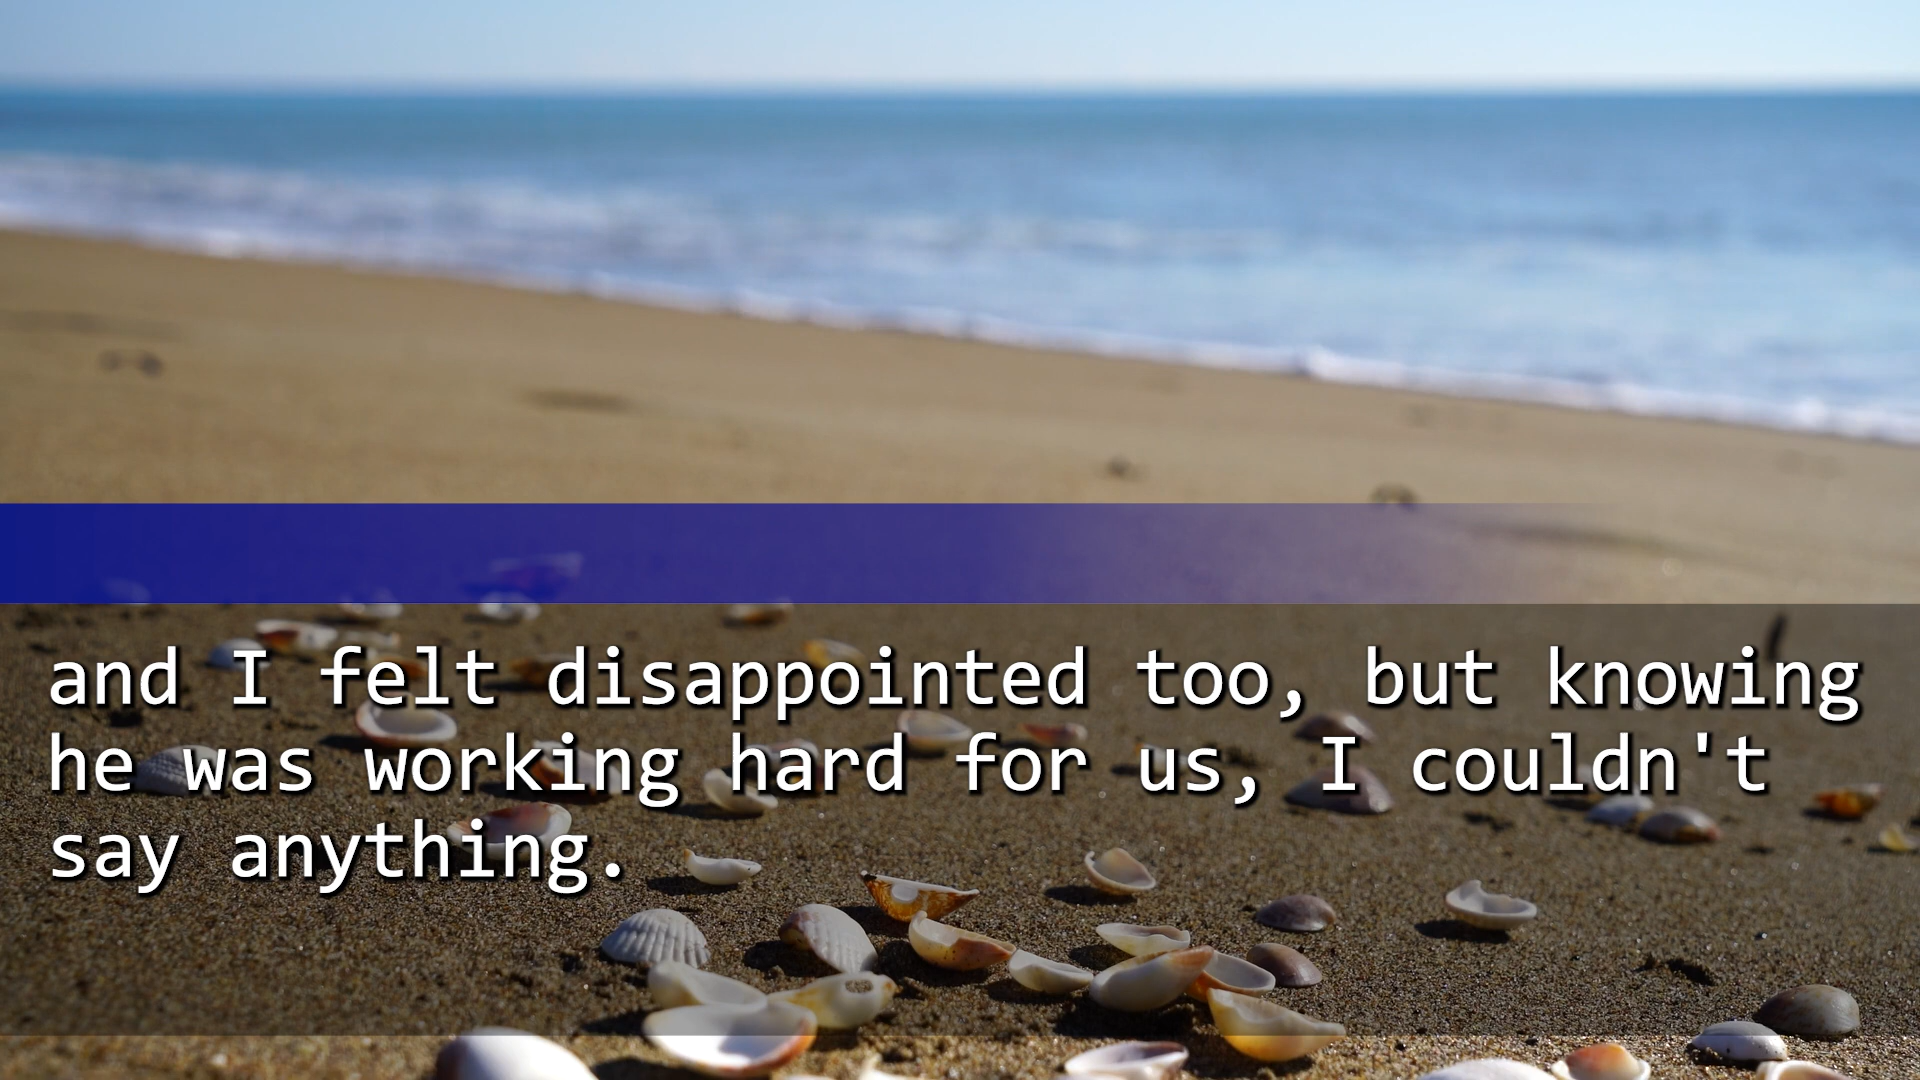 and I felt disappointed too, but knowing
he was working hard for us, I couldn't
say anything.